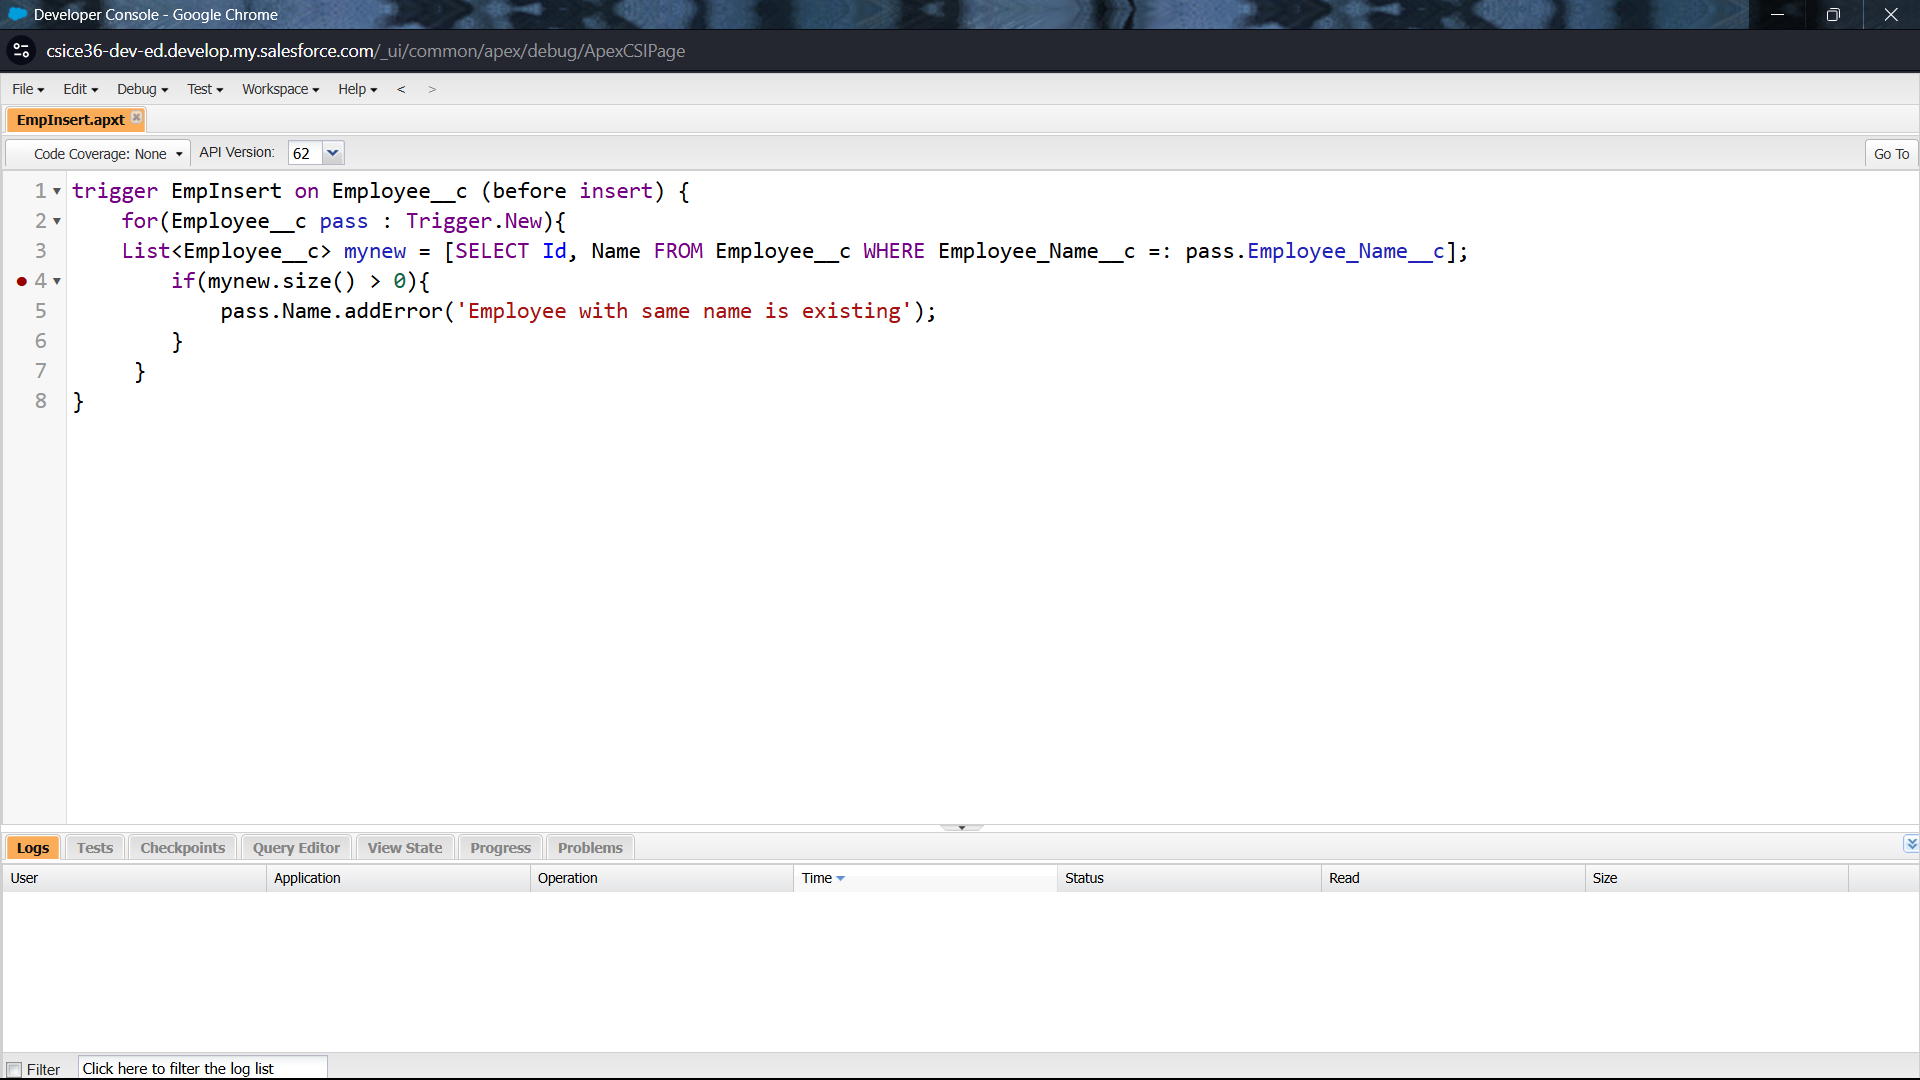 Developer Console - Google Chrome
csice36-dev-ed.develop.my.salesforce.com/_ui/common/apex/debug/ApexCSIPage
File Edit Debug Test Workspace Help < >
EmpInsert.apxt
Code Coverage: None API Version: 62 Go To
1 trigger EmpInsert on Employee__c (before insert) {
2 for(Employee__c pass : Trigger.New){
3 List<Employee__c> mynew = [SELECT Id, Name FROM Employee__c WHERE Employee_Name__c =: pass.Employee_Name__c];
4 if(mynew.size() > 0){
5 pass.Name.addError('Employee with same name is existing');
6 }
7 }
8 }
Logs Tests Checkpoints Query Editor View State Progress Problems
User Application Operation Time Status Read Size
Filter Click here to filter the log list